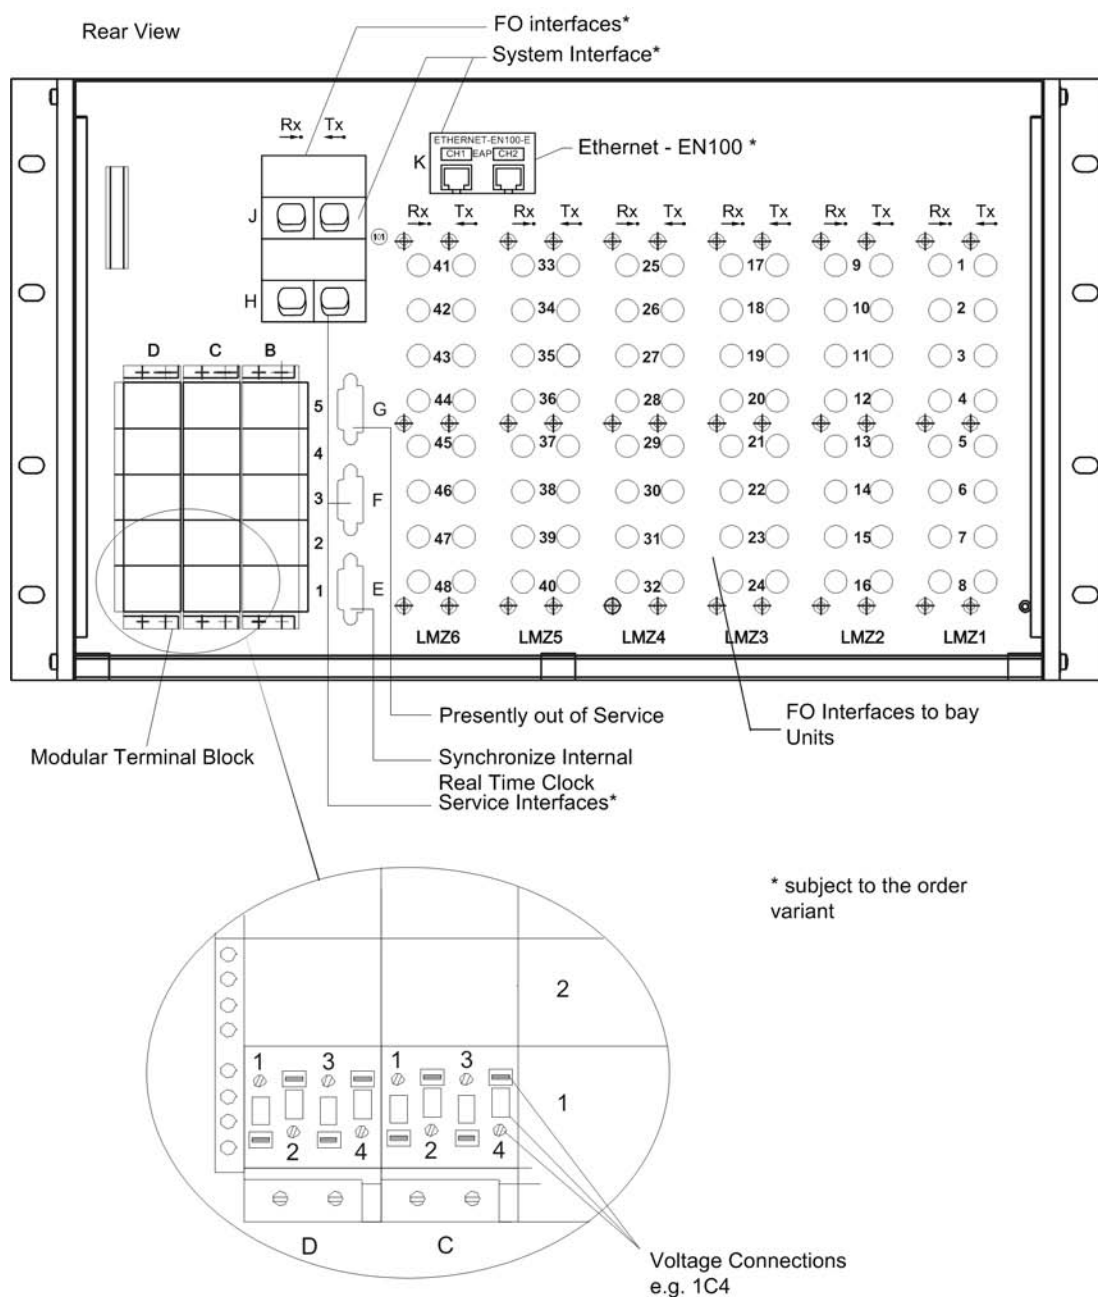 Rear View
FO interfaces*
System Interface*
Rx Tx
ETHERNET-EN100-E
CH1 EAP CH2
K
Ethernet - EN100 *
J
101
H
Rx Tx Rx Tx Rx Tx Rx Tx Rx Tx Rx Tx
41 33 25 17 9 1
42 34 26 18 10 2
43 35 27 19 11 3
44 36 28 20 12 4
45 37 29 21 13 5
46 38 30 22 14 6
47 39 31 23 15 7
48 40 32 24 16 8
LMZ6 LMZ5 LMZ4 LMZ3 LMZ2 LMZ1
D C B
5 G
4
3 F
2
1 E
Presently out of Service
FO Interfaces to bay
Units
Modular Terminal Block
Synchronize Internal
Real Time Clock
Service Interfaces*
* subject to the order
variant
2
1 3 1 3
1
2 4 2 4
D C
Voltage Connections
e.g. 1C4